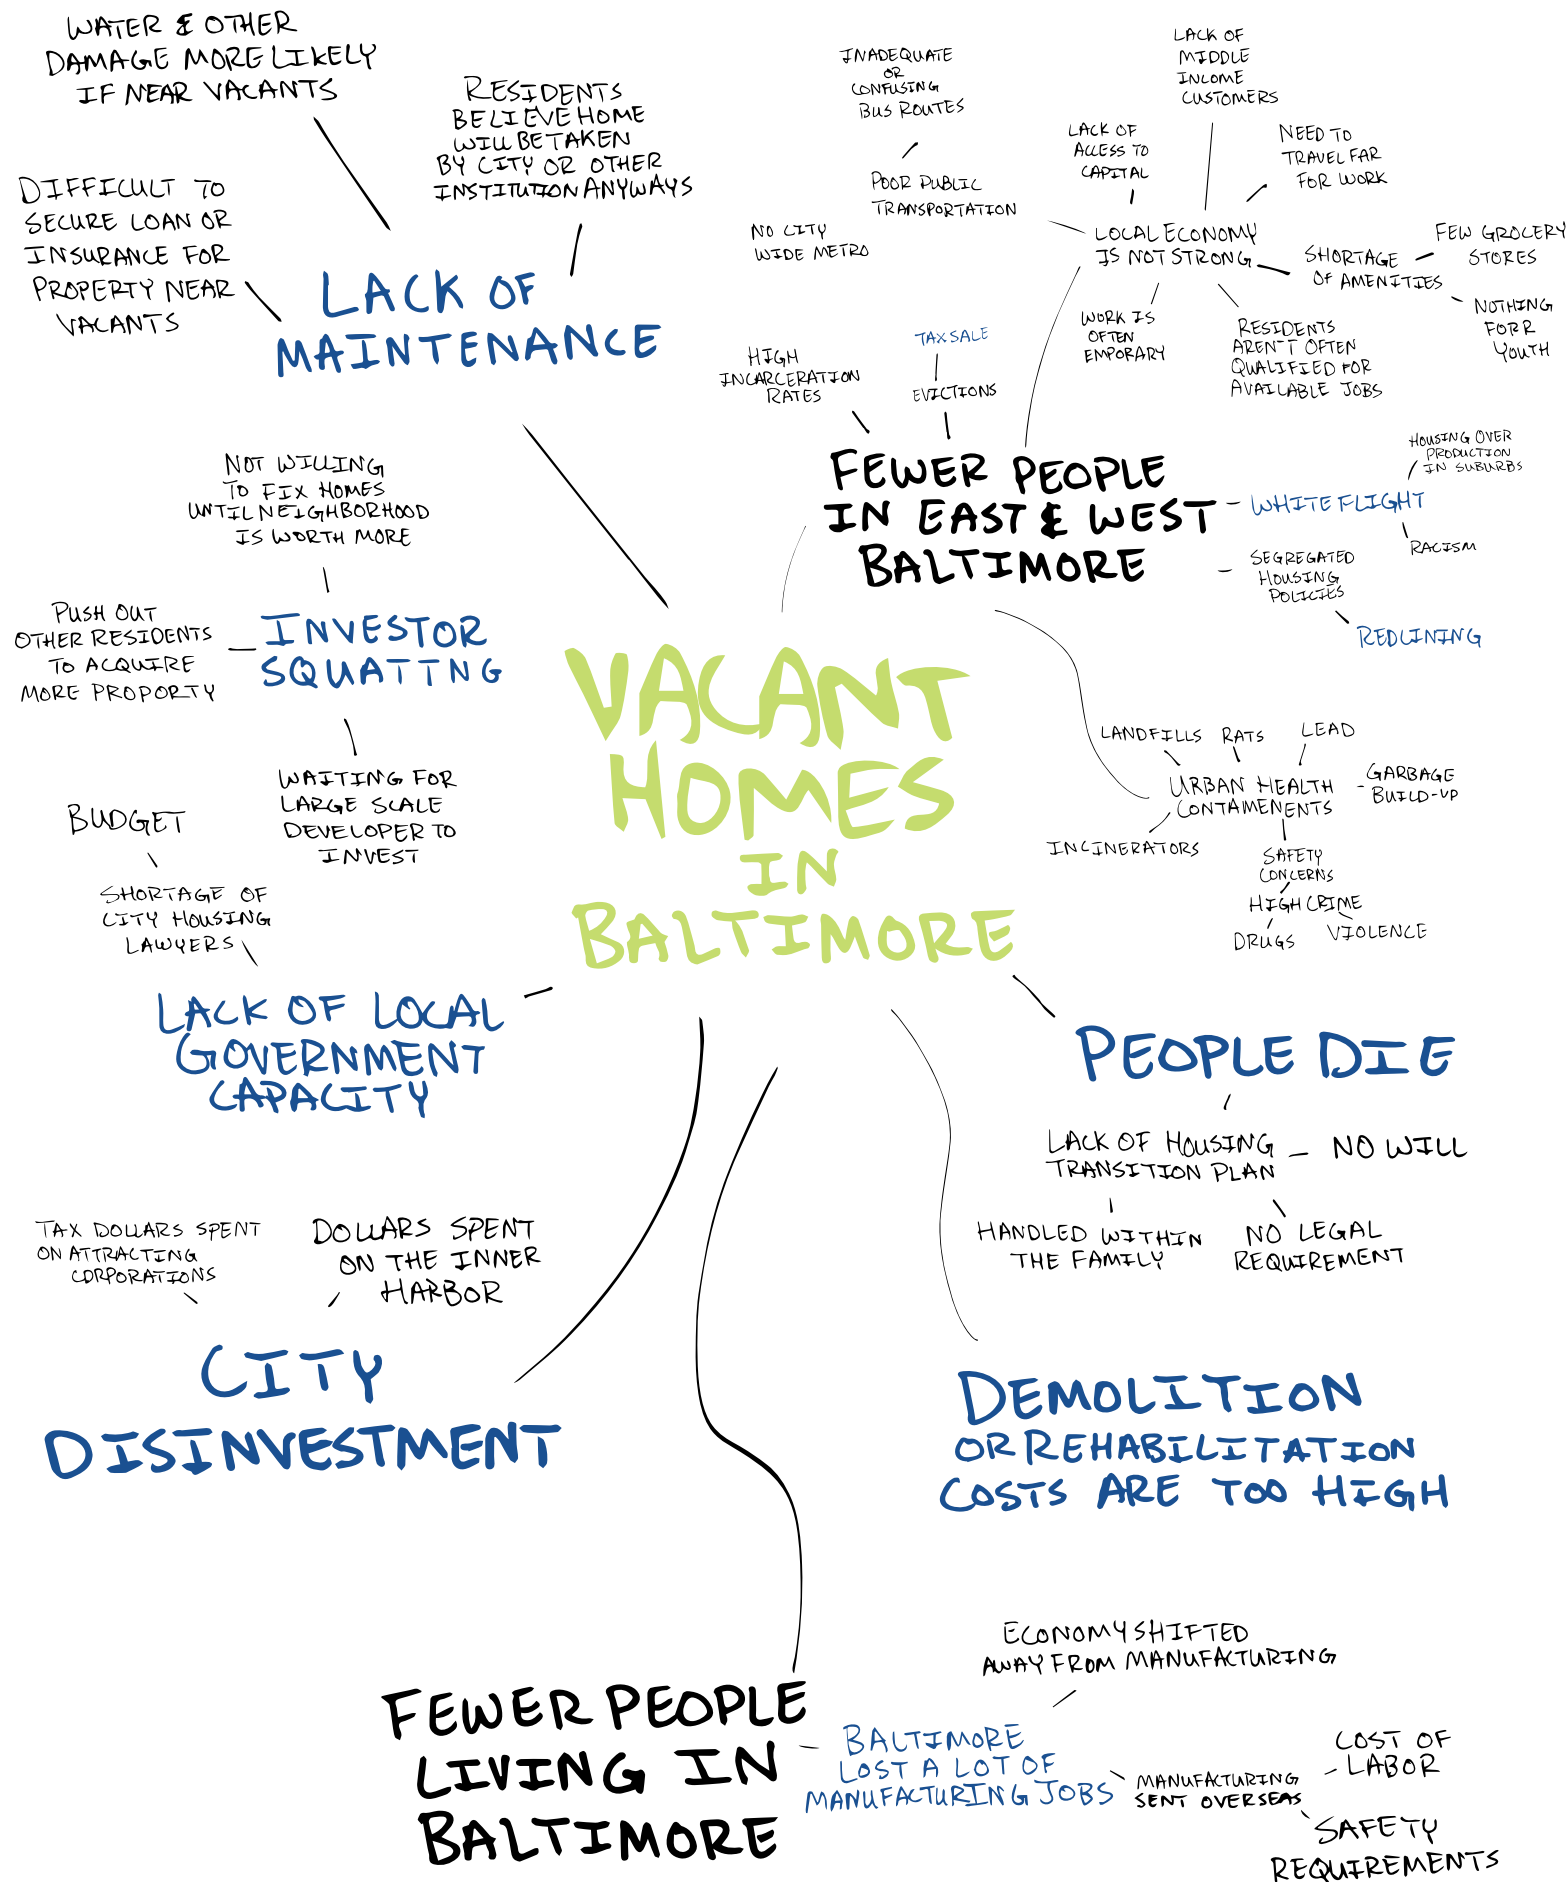 WATER & OTHER
DAMAGE MORE LIKELY
IF NEAR VACANTS
RESIDENTS
BELIEVE HOME
WILL BE TAKEN
BY CITY OR OTHER
INSTITUTION ANYWAYS
DIFFICULT TO
SECURE LOAN OR
INSURANCE FOR
PROPERTY NEAR
VACANTS
LACK OF
MAINTENANCE
INADEQUATE
OR
CONFUSING
BUS ROUTES
POOR PUBLIC
TRANSPORTATION
NO CITY
WIDE METRO
LACK OF
MIDDLE
INCOME
CUSTOMERS
LACK OF
ACCESS TO
CAPITAL
NEED TO
TRAVEL FAR
FOR WORK
LOCAL ECONOMY
IS NOT STRONG
SHORTAGE
OF AMENITIES
FEW GROCERY
STORES
NOTHING
FORR
YOUTH
WORK IS
OFTEN
EMPORARY
RESIDENTS
AREN'T OFTEN
QUALIFIED FOR
AVAILABLE JOBS
HIGH
INCARCERATION
RATES
TAX SALE
EVICTIONS
FEWER PEOPLE
IN EAST & WEST
BALTIMORE
HOUSING OVER
PRODUCTION
IN SUBURBS
WHITE FLIGHT
RACISM
SEGREGATED
HOUSING
POLICIES
REDLINING
NOT WILLING
TO FIX HOMES
UNTIL NEIGHBORHOOD
IS WORTH MORE
PUSH OUT
OTHER RESIDENTS
TO ACQUIRE
MORE PROPORTY
INVESTOR
SQUATTNG
WAITING FOR
LARGE SCALE
DEVELOPER TO
INVEST
VACANT
HOMES
IN
BALTIMORE
LANDFILLS
RATS
LEAD
URBAN HEALTH
CONTAMENENTS
GARBAGE
BUILD-UP
INCINERATORS
SAFETY
CONCERNS
HIGH CRIME
DRUGS
VIOLENCE
BUDGET
SHORTAGE OF
CITY HOUSING
LAWYERS
LACK OF LOCAL
GOVERNMENT
CAPACITY
PEOPLE DIE
LACK OF HOUSING
TRANSITION PLAN
NO WILL
HANDLED WITHIN
THE FAMILY
NO LEGAL
REQUIREMENT
TAX DOLLARS SPENT
ON ATTRACTING
CORPORATIONS
DOLLARS SPENT
ON THE INNER
HARBOR
CITY
DISINVESTMENT
DEMOLITION
OR REHABILITATION
COSTS ARE TOO HIGH
FEWER PEOPLE
LIVING IN
BALTIMORE
ECONOMY SHIFTED
AWAY FROM MANUFACTURING
BALTIMORE
LOST A LOT OF
MANUFACTURING JOBS
MANUFACTURING
SENT OVERSEAS
COST OF
LABOR
SAFETY
REQUIREMENTS